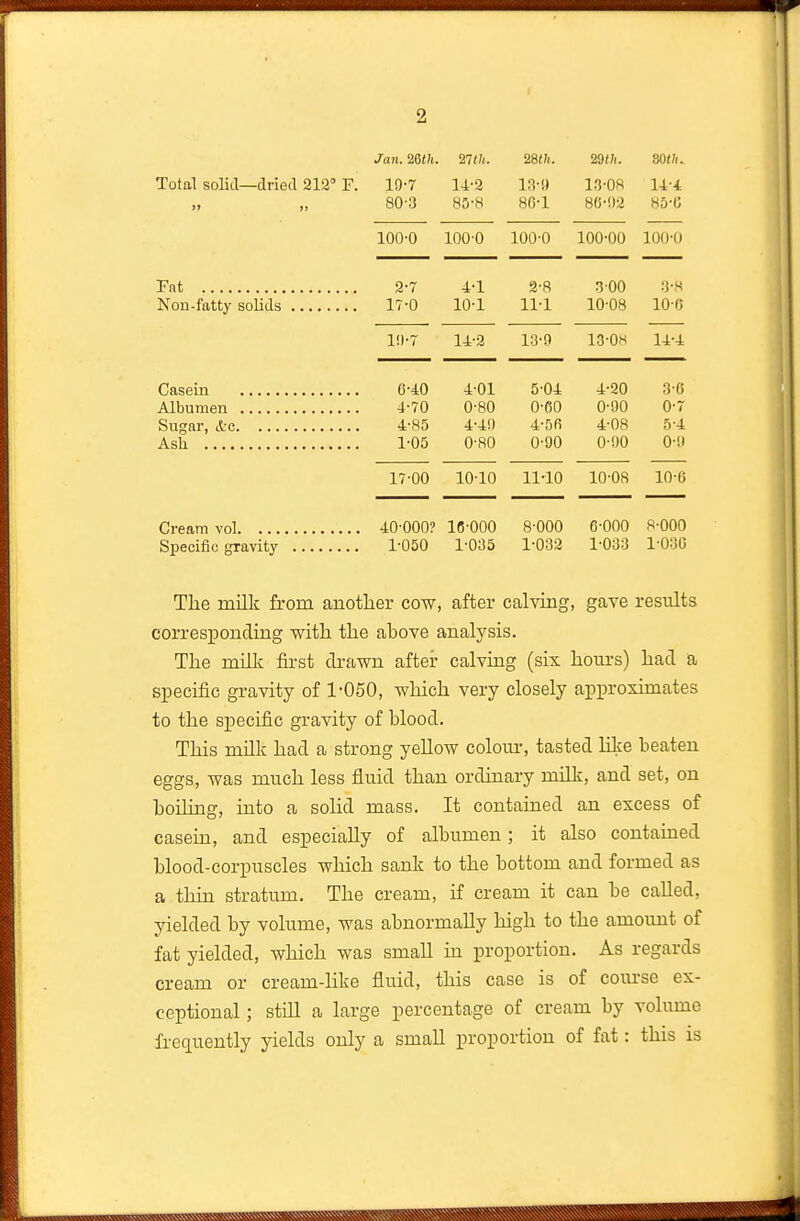 2
Jan. 26th. 27th. 28th. 29th. 30th.
Total solid—dried 212° F. 19·7 14·2 13·9 13·08 14·4
„ „ 80·3 85·8 86·1 86·92 85·6
100·0 100·0 100·0 100·00 100·0
Fat .................... 2·7 4·1 2·8 3·00 3·8
Non-fatty solids ........ 17·0 10·1 11·1 10·08 10·6
19·7 14·2 13·9 13·08 14·4
Casein .............. 6·40 4·01 5·04 4·20 3·6
Albumen .............. 4·70 0·80 0·60 0·90 0·7
Sugar, &c. .............. 4·85 4·49 4·56 4·08 5·4
Ash .................. 1·05 0·80 0·90 0·90 0·9
17·00 10·10 11·10 10·08 10·6
Cream vol. .............. 40·000? 16·000 8·000 6·000 8·000
Specific gravity ........ 1·050 1·035 1·032 1·033 1·036
The milk from another cow, after calving, gave results
corresponding with the above analysis.
The milk first drawn after calving (six hours) had a
specific gravity of 1·050, which very closely approximates
to the specific gravity of blood.
This milk had a strong yellow colour, tasted like beaten
eggs, was much less fluid than ordinary milk, and set, on
boiling, into a solid mass. It contained an excess of
casein, and especially of albumen ; it also contained
blood-corpuscles which sank to the bottom and formed as
a thin stratum. The cream, if cream it can be called,
yielded by volume, was abnormally high to the amount of
fat yielded, which was small in proportion. As regards
cream or cream-like fluid, this case is of course ex-
ceptional ; still a large percentage of cream by volume
frequently yields only a small proportion of fat : this is